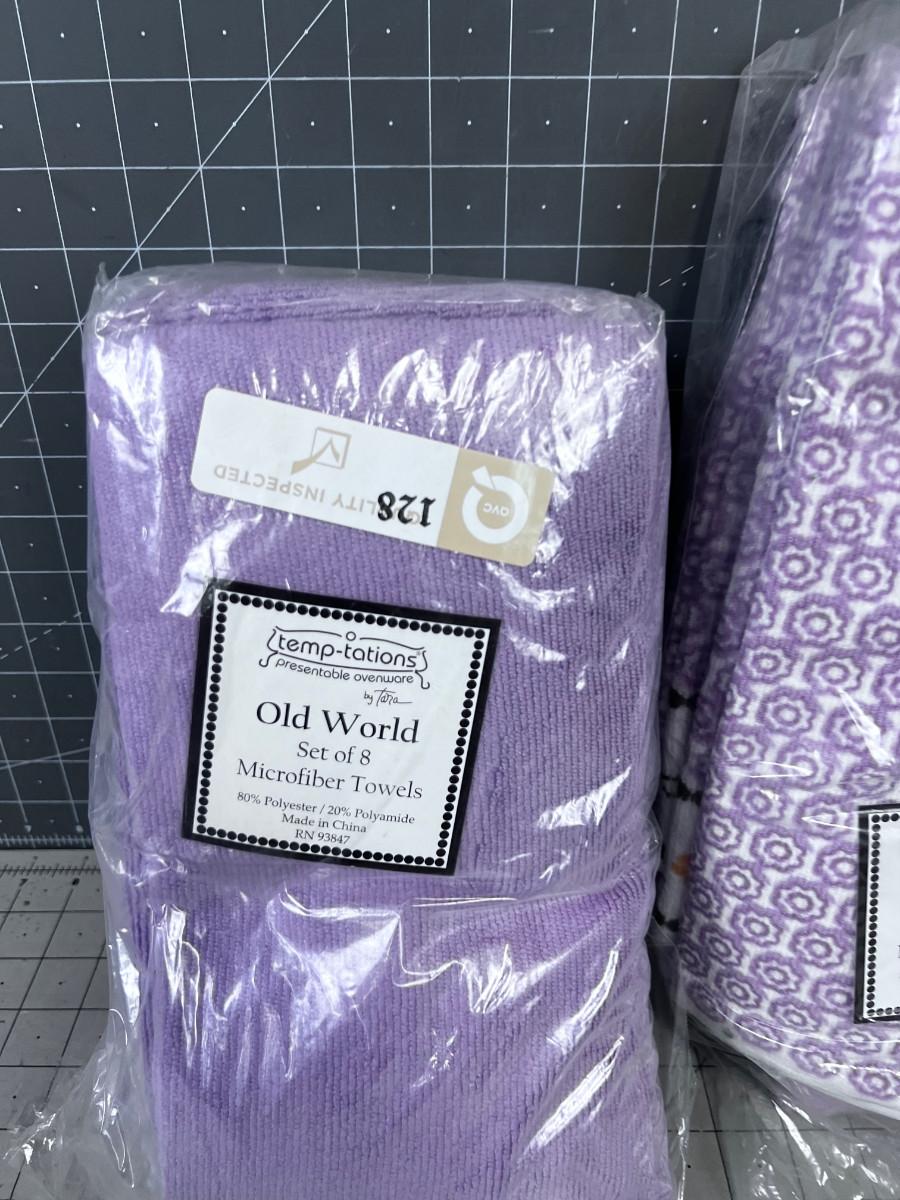 QUALITY INSPECTED
128
QVC
temp-tations®
presentable ovenware
by Tara
Old World
Set of 8
Microfiber Towels
80% Polyester / 20% Polyamide
Made in China
RN 93847